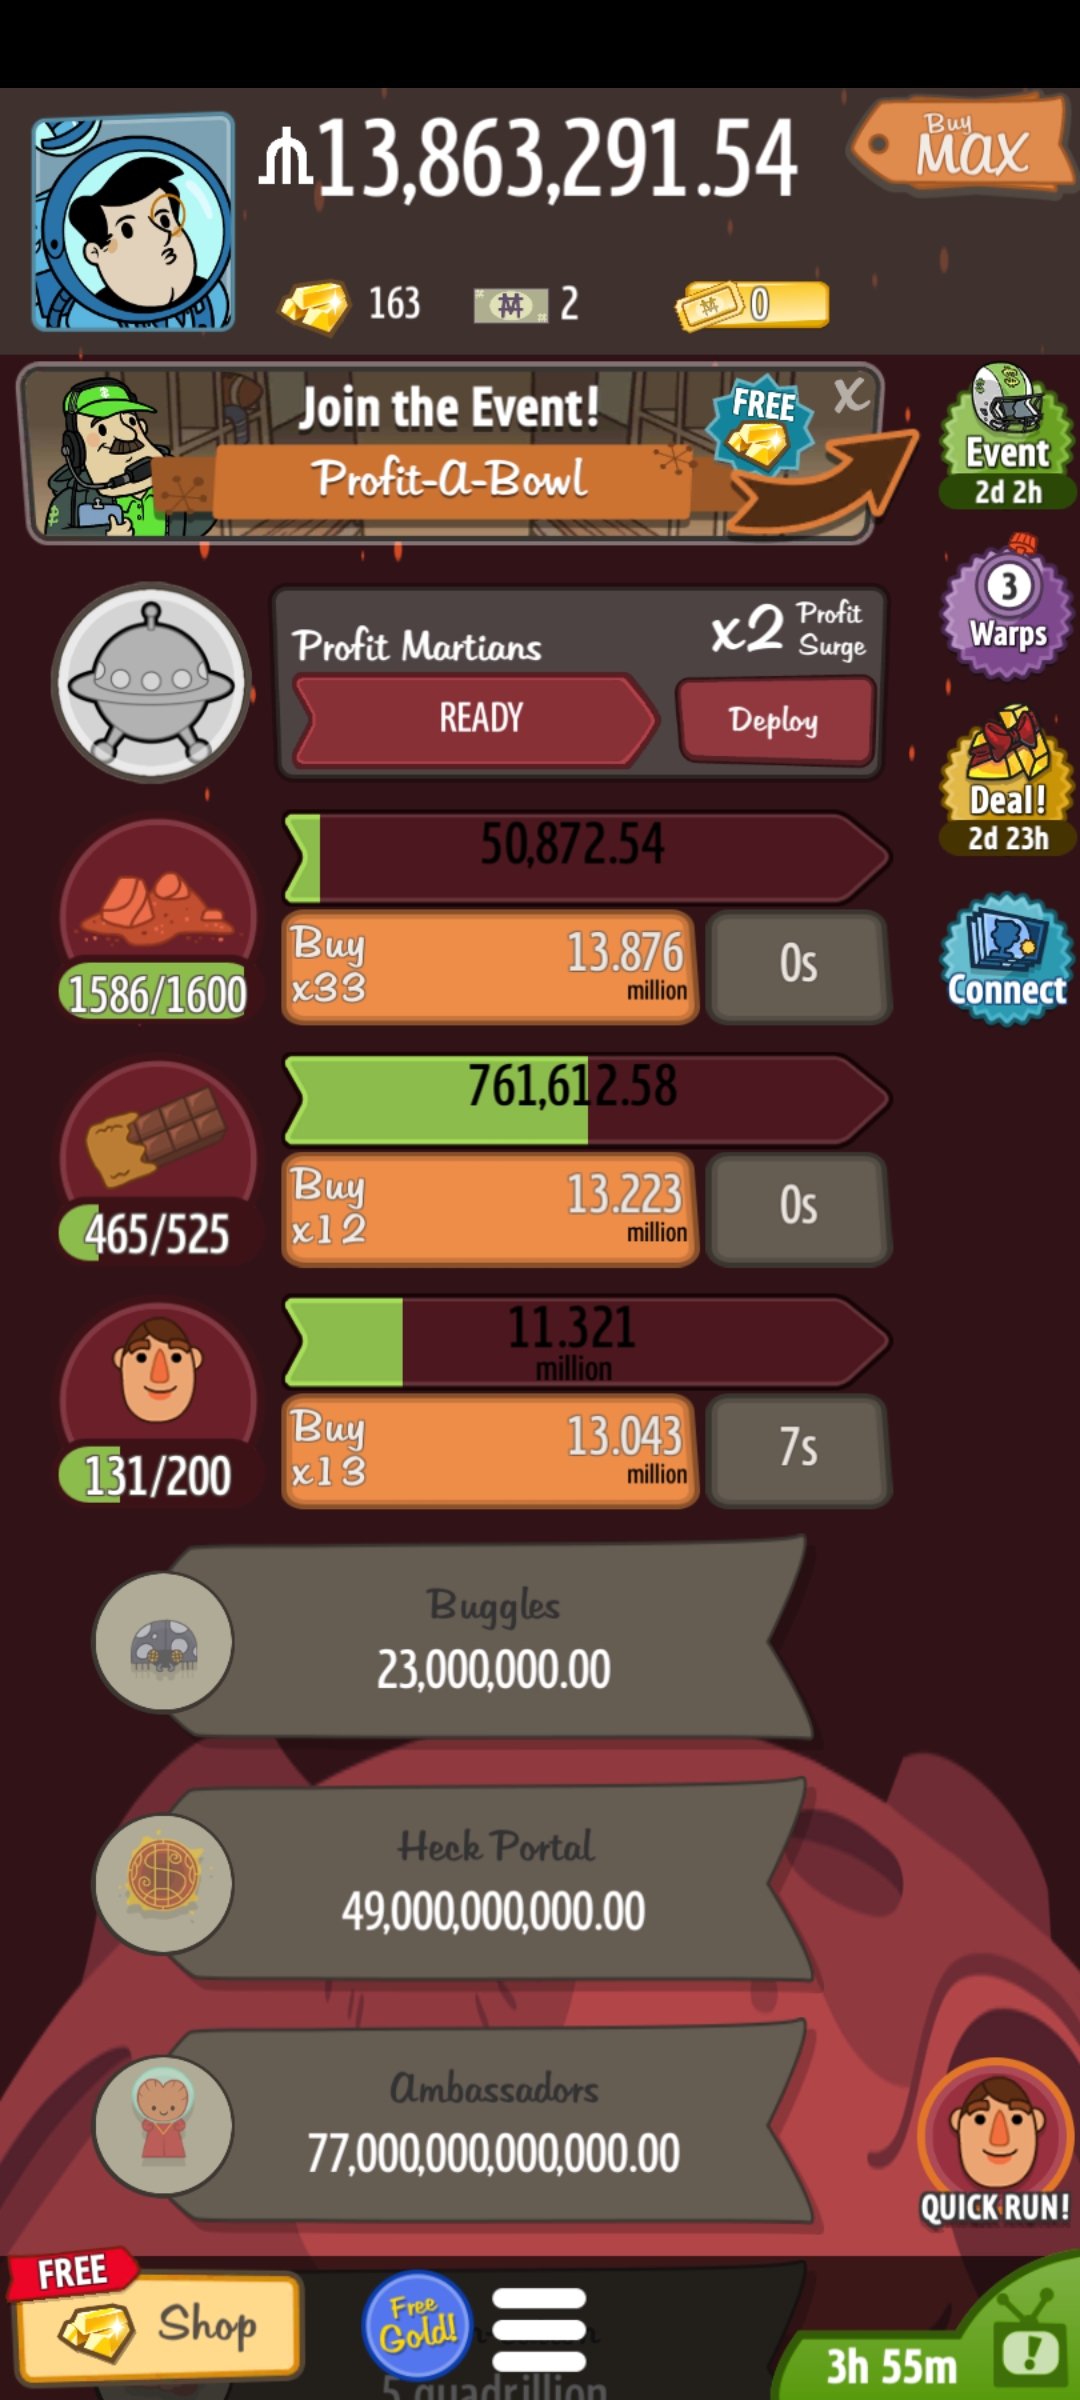 ₥13,863,291.54
Buy
MAX
163
2
0
Join the Event!
FREE
X
Profit-A-Bowl
Event
2d 2h
3
Warps
Profit Martians
x2 Profit
Surge
READY
Deploy
Deal!
2d 23h
50,872.54
1586/1600
Buy
x33
13.876
million
0s
Connect
761,612.58
465/525
Buy
x12
13.223
million
0s
11.321
million
131/200
Buy
x13
13.043
million
7s
Buggles
23,000,000.00
Heck Portal
49,000,000,000.00
Ambassadors
77,000,000,000,000.00
QUICK RUN!
FREE
Shop
Free
Gold!
3h 55m
5 quadrillion